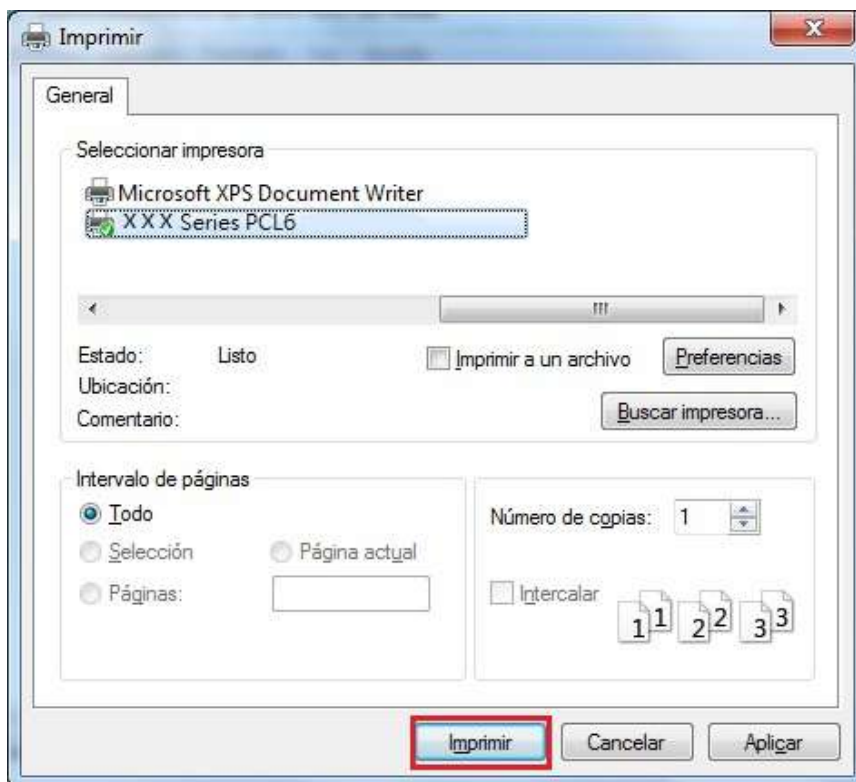 Imprimir
General
Seleccionar impresora
Microsoft XPS Document Writer
XXX Series PCL6
Estado: Listo
Imprimir a un archivo
Preferencias
Ubicación:
Buscar impresora...
Comentario:
Intervalo de páginas
Todo
Selección
Página actual
Páginas:
Número de copias: 1
Intercalar
1 1 2 2 3 3
Imprimir
Cancelar
Aplicar